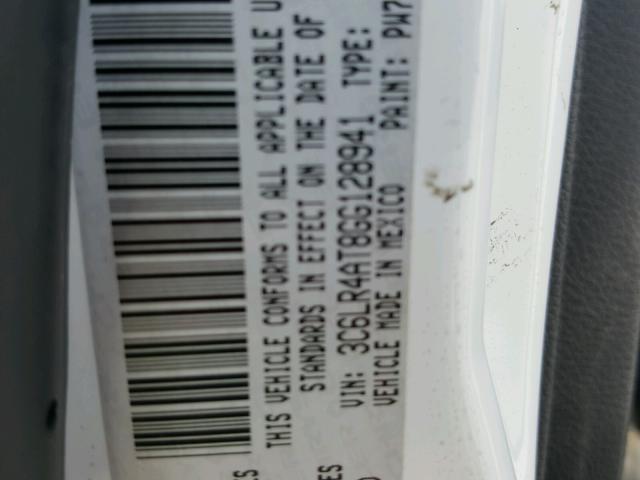 THIS VEHICLE CONFORMS TO ALL APPLICABLE U
STANDARDS IN EFFECT ON THE DATE OF
VIN: 3C6LR4AT8GG128941 TYPE:
VEHICLE MADE IN MEXICO PAINT: PW7